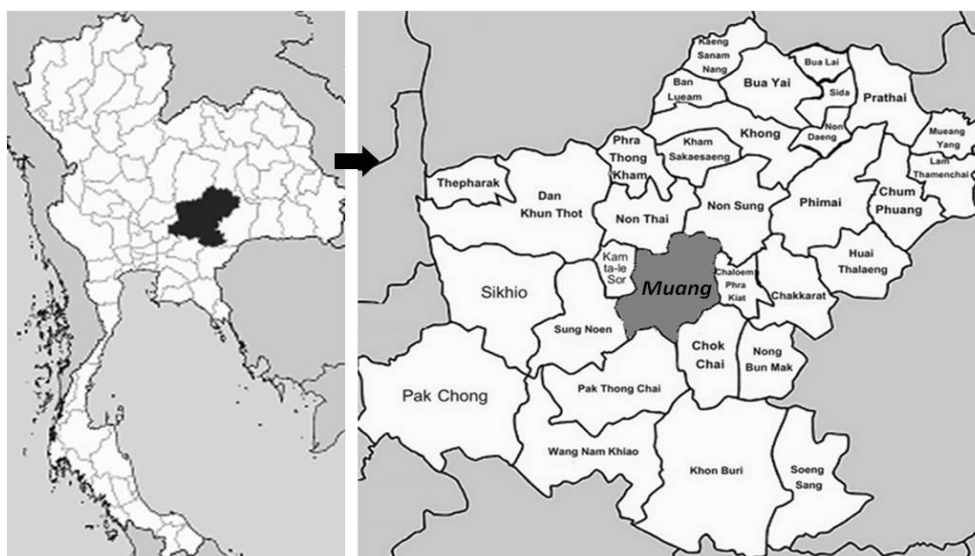 Kaeng
Sanam
Nang
Bua Lai
Ban
Lueam
Bua Yai
Sida
Prathai
Non
Daeng
Mueang
Yang
Khong
Phra
Thong
Kham
Kham
Sakaesaeng
Lam
Thamenchai
Thepharak
Dan
Khun Thot
Non Thai
Non Sung
Phimai
Chum
Phuang
Kam
ta-le
Sor
Huai
Thalaeng
Sikhio
Muang
Chaloem
Phra
Kiat
Chakkarat
Sung Noen
Chok
Chai
Nong
Bun Mak
Pak Chong
Pak Thong Chai
Wang Nam Khiao
Khon Buri
Soeng
Sang